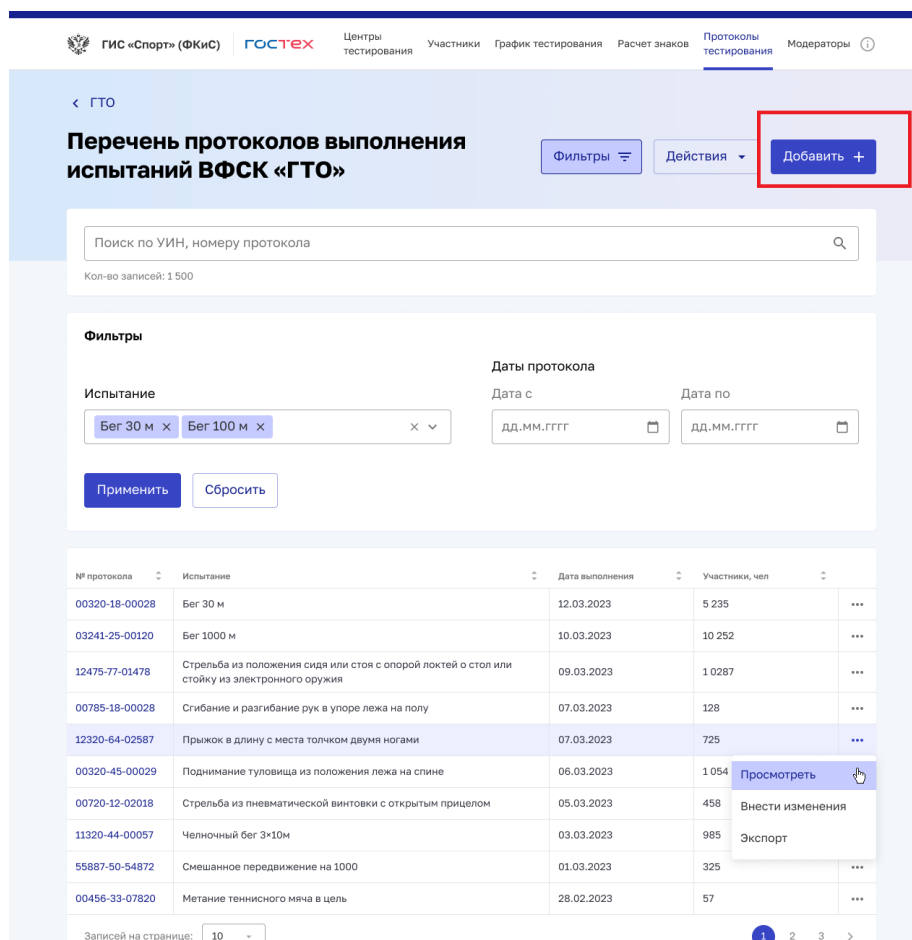 ГИС «Спорт» (ФКиС)
ГОСТЕХ
Центры
тестирования
Участники
График тестирования
Расчет знаков
Протоколы
тестирования
Модераторы
ГТО
Перечень протоколов выполнения
испытаний ВФСК «ГТО»
Фильтры
Действия
Добавить +
Поиск по УИН, номеру протокола
Кол-во записей: 1 500
Фильтры
Даты протокола
Испытание
Дата с
Дата по
Бег 30 м × Бег 100 м ×
дд.мм.гггг
дд.мм.гггг
Применить
Сбросить
№ протокола Испытание Дата выполнения Участники, чел
00320-18-00028 Бег 30 м 12.03.2023 5 235
03241-25-00120 Бег 1000 м 10.03.2023 10 252
12475-77-01478 Стрельба из положения сидя или стоя с опорой локтей о стол или
стойку из электронного оружия 09.03.2023 1 0287
00785-18-00028 Сгибание и разгибание рук в упоре лежа на полу 07.03.2023 128
12320-64-02587 Прыжок в длину с места толчком двумя ногами 07.03.2023 725
00320-45-00029 Поднимание туловища из положения лежа на спине 06.03.2023 1 054
Просмотреть
00720-12-02018 Стрельба из пневматической винтовки с открытым прицелом 05.03.2023 458
Внести изменения
11320-44-00057 Челночный бег 3×10м 03.03.2023 985
Экспорт
55887-50-54872 Смешанное передвижение на 1000 01.03.2023 325
00456-33-07820 Метание теннисного мяча в цель 28.02.2023 57
Записей на странице: 10
1 2 3 >